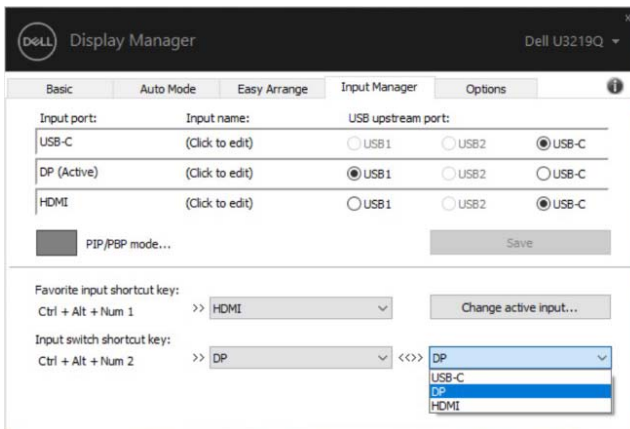 DELL Display Manager Dell U3219Q
Basic Auto Mode Easy Arrange Input Manager Options
Input port: Input name: USB upstream port:
USB-C (Click to edit) USB1 USB2 USB-C
DP (Active) (Click to edit) USB1 USB2 USB-C
HDMI (Click to edit) USB1 USB2 USB-C
PIP/PBP mode... Save
Favorite input shortcut key:
Ctrl + Alt + Num 1 >> HDMI Change active input...
Input switch shortcut key:
Ctrl + Alt + Num 2 >> DP <<>> DP
USB-C
DP
HDMI